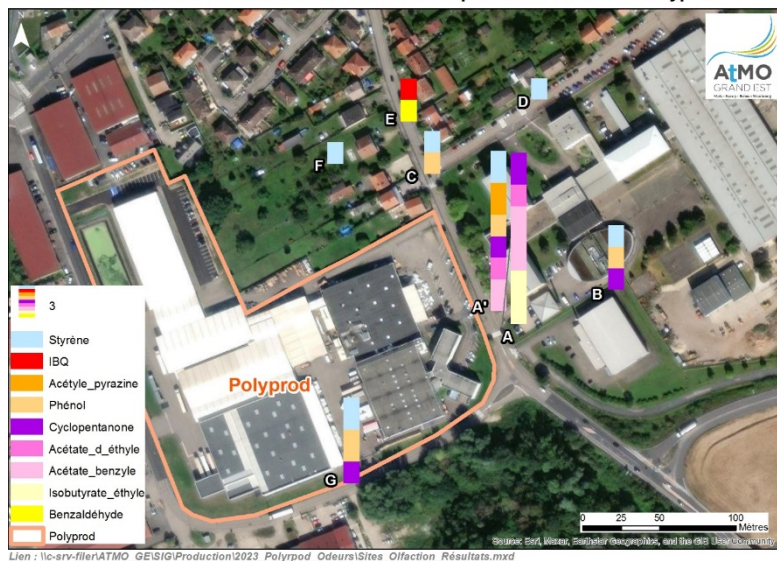 AtMO
GRAND EST
E
D
F
C
B
A'
A
G
Polyprod
3
Styrène
IBQ
Acétyle_pyrazine
Phénol
Cyclopentanone
Acétate_d_éthyle
Acétate_benzyle
Isobutyrate_éthyle
Benzaldéhyde
Polyprod
0 25 50 100
Mètres
Source: Esri, Maxar, Earthstar Geographics, and the GIS User Community
Lien : \\c-srv-filer\ATMO_GE\SIG\Production\2023_Polyrpod_Odeurs\Sites_Olfaction_Résultats.mxd